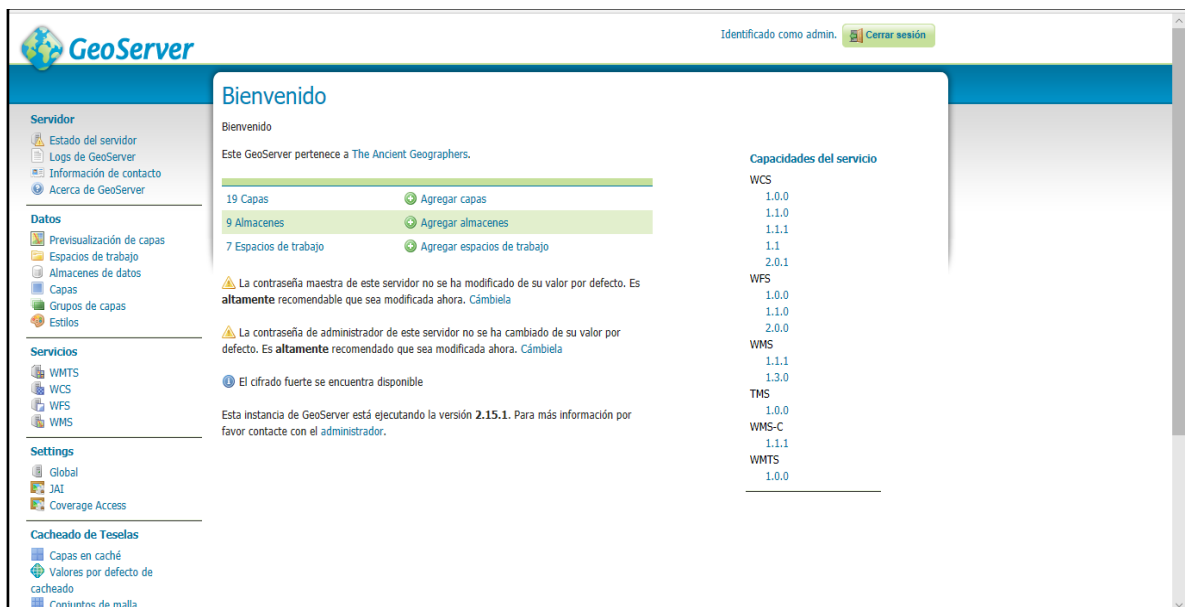 GeoServer
Identificado como admin.
Cerrar sesión
Servidor
Estado del servidor
Logs de GeoServer
Información de contacto
Acerca de GeoServer
Datos
Previsualización de capas
Espacios de trabajo
Almacenes de datos
Capas
Grupos de capas
Estilos
Servicios
WMTS
WCS
WFS
WMS
Settings
Global
JAI
Coverage Access
Cacheado de Teselas
Capas en caché
Valores por defecto de
cacheado
Conjuntos de malla
Bienvenido
Bienvenido
Este GeoServer pertenece a The Ancient Geographers.
19 Capas Agregar capas
9 Almacenes Agregar almacenes
7 Espacios de trabajo Agregar espacios de trabajo
La contraseña maestra de este servidor no se ha modificado de su valor por defecto. Es
altamente recomendable que sea modificada ahora. Cámbiela
La contraseña de administrador de este servidor no se ha cambiado de su valor por
defecto. Es altamente recomendado que sea modificada ahora. Cámbiela
El cifrado fuerte se encuentra disponible
Esta instancia de GeoServer está ejecutando la versión 2.15.1. Para más información por
favor contacte con el administrador.
Capacidades del servicio
WCS
1.0.0
1.1.0
1.1.1
1.1
2.0.1
WFS
1.0.0
1.1.0
2.0.0
WMS
1.1.1
1.3.0
TMS
1.0.0
WMS-C
1.1.1
WMTS
1.0.0